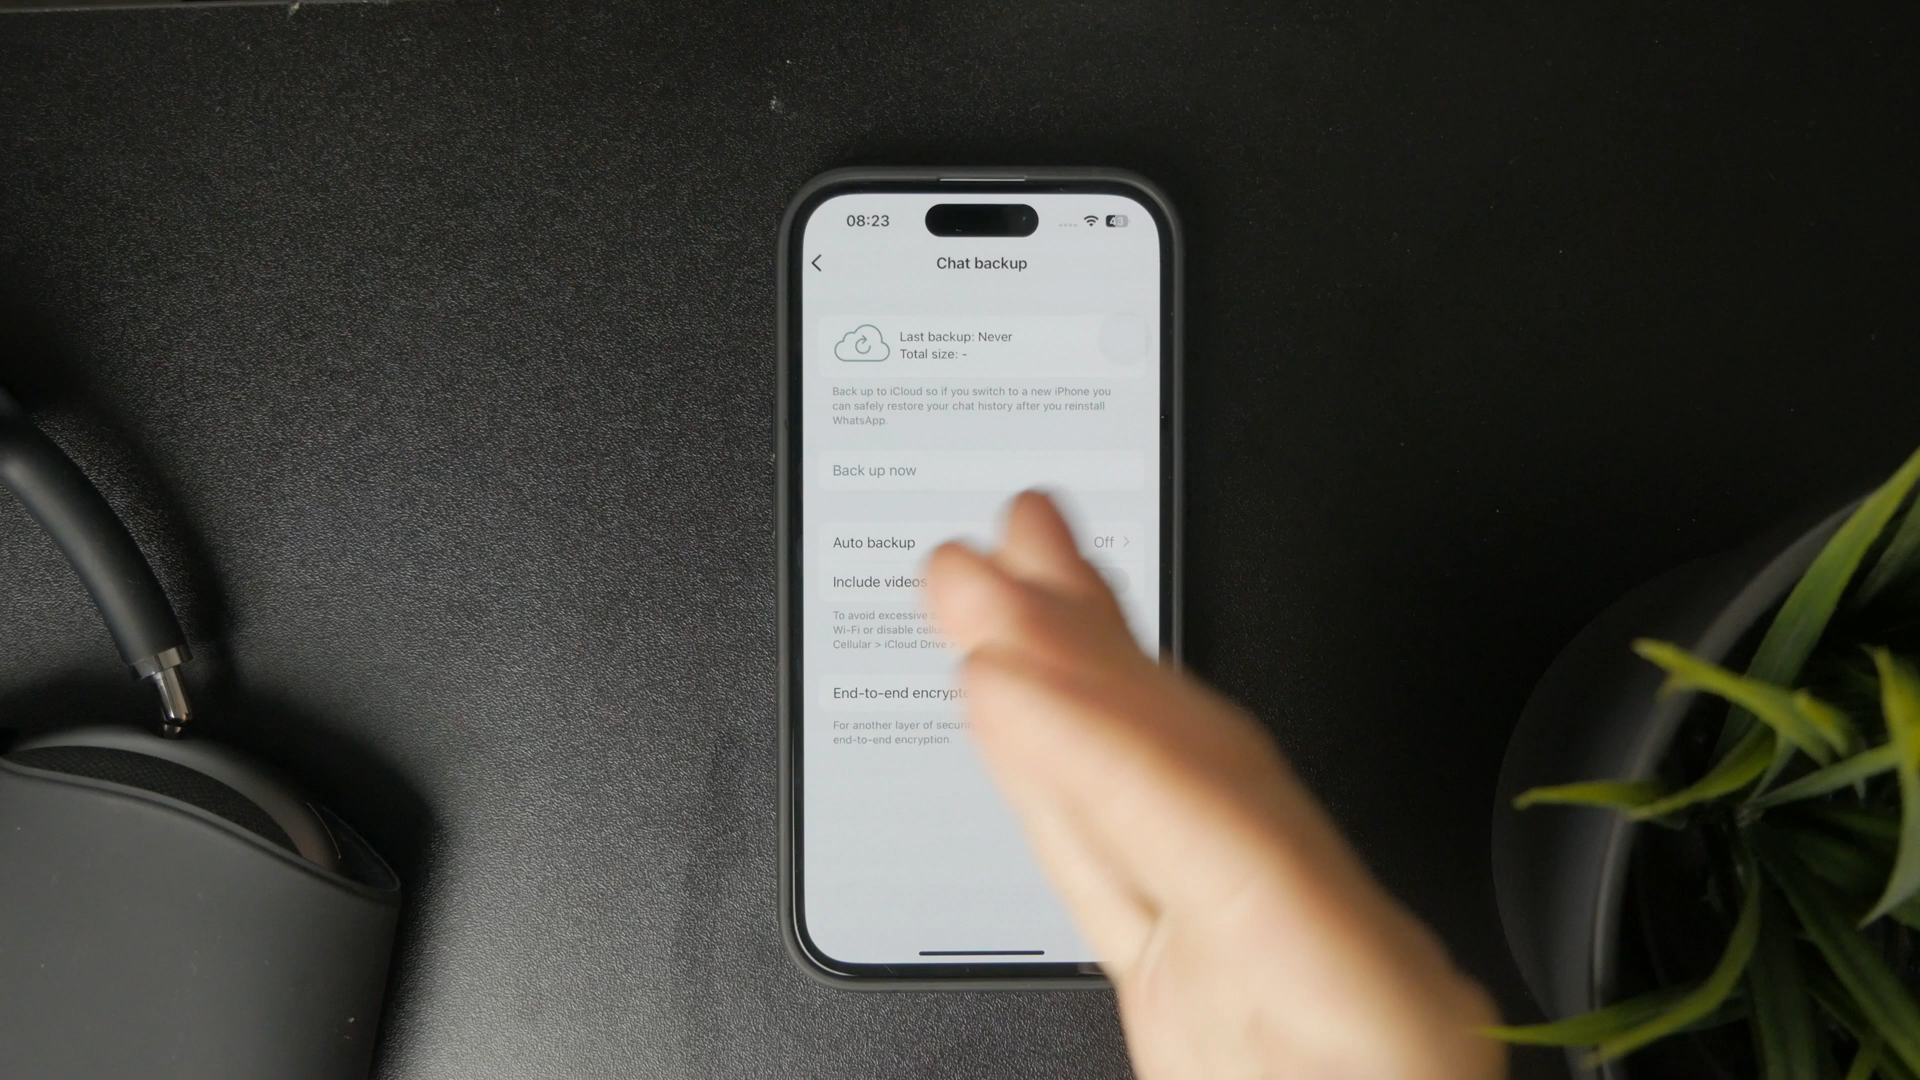 08:23
43
Chat backup
Last backup: Never
Total size: -
Back up to iCloud so if you switch to a new iPhone you
can safely restore your chat history after you reinstall
WhatsApp.
Back up now
Auto backup Off
Include videos
To avoid excessive
Wi-Fi or disable
Cellular > iCloud Drive >
End-to-end
For another layer of
end-to-end encryption.